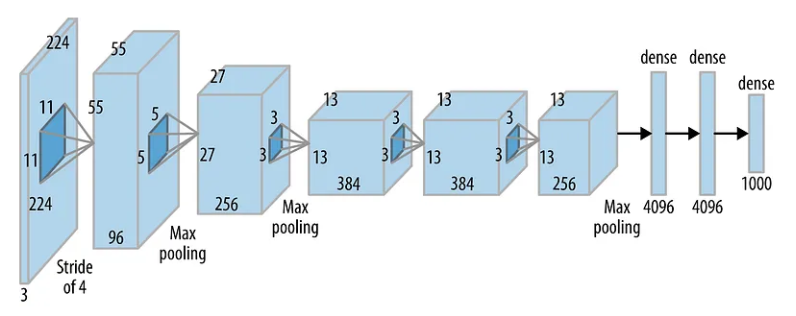 224
11
11
224
3
Stride
of 4
55
55
5
5
96
Max
pooling
27
27
3
3
256
Max
pooling
13
13
3
3
384
13
13
3
3
384
13
13
256
Max
pooling
dense
4096
dense
4096
dense
1000